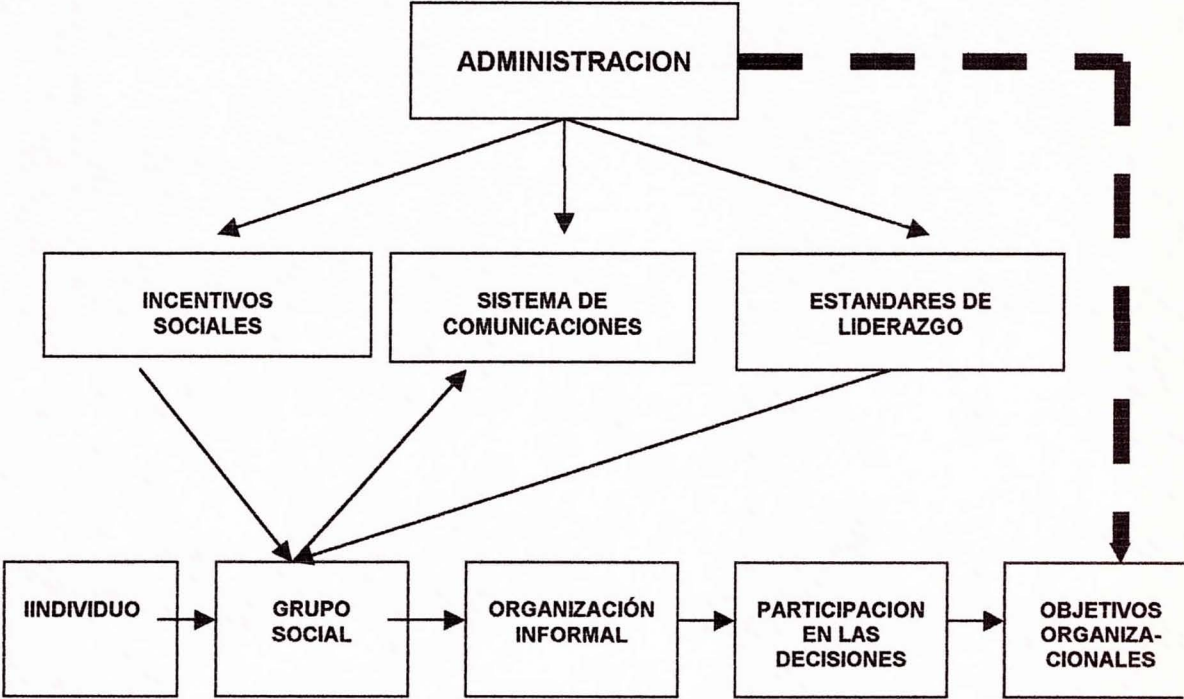 ADMINISTRACION
INCENTIVOS
SOCIALES
SISTEMA DE
COMUNICACIONES
ESTANDARES DE
LIDERAZGO
IINDIVIDUO
GRUPO
SOCIAL
ORGANIZACIÓN
INFORMAL
PARTICIPACION
EN LAS
DECISIONES
OBJETIVOS
ORGANIZA-
CIONALES